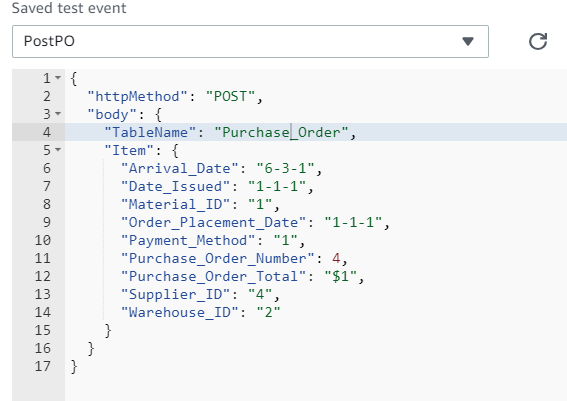 Saved test event
PostPO
1 {
2 "httpMethod": "POST",
3 "body": {
4 "TableName": "Purchase_Order",
5 "Item": {
6 "Arrival_Date": "6-3-1",
7 "Date_Issued": "1-1-1",
8 "Material_ID": "1",
9 "Order_Placement_Date": "1-1-1",
10 "Payment_Method": "1",
11 "Purchase_Order_Number": 4,
12 "Purchase_Order_Total": "$1",
13 "Supplier_ID": "4",
14 "Warehouse_ID": "2"
15 }
16 }
17 }